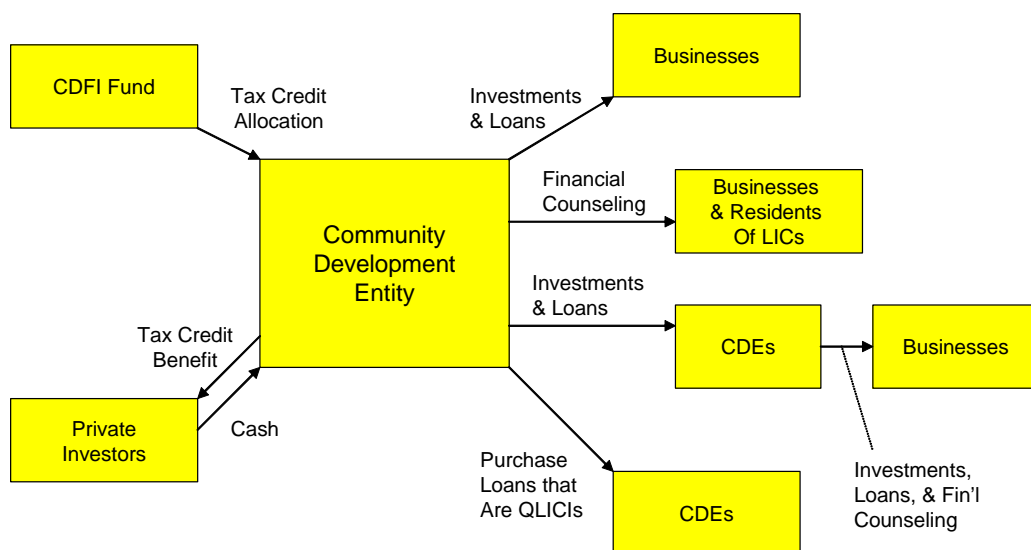 CDFI Fund
Tax Credit
Allocation
Businesses
Investments
& Loans
Financial
Counseling
Businesses
& Residents
Of LICs
Community
Development
Entity
Investments
& Loans
CDEs
Businesses
Tax Credit
Benefit
Private
Investors
Cash
Purchase
Loans that
Are QLICIs
CDEs
Investments,
Loans, & Fin'l
Counseling